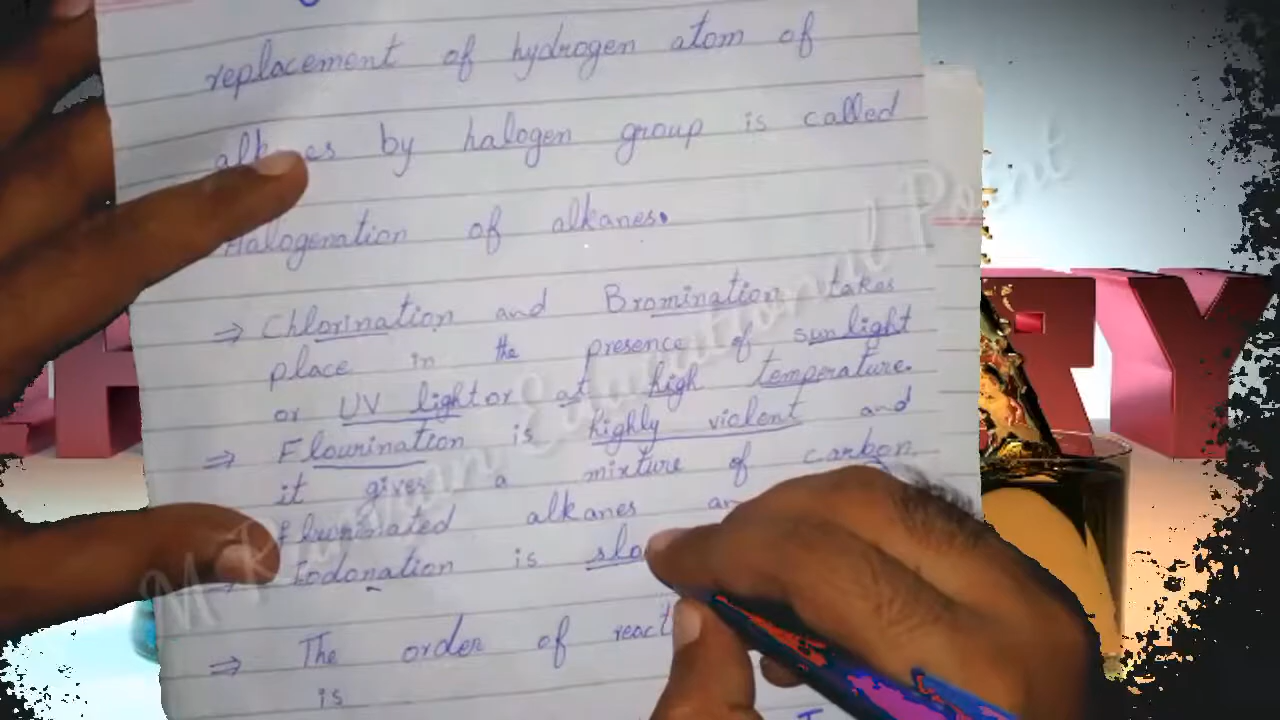 replacement of hydrogen atom of
by halogen group is called
Halogenation of alkanes.
⇒ Chlorination and Bromination takes
place in the presence of sunlight
or UV light or at high temperature.
⇒ Flourination is highly violent and
it gives a mixture of carbon,
alkanes
Iodonation is
⇒ The order of
is
RY